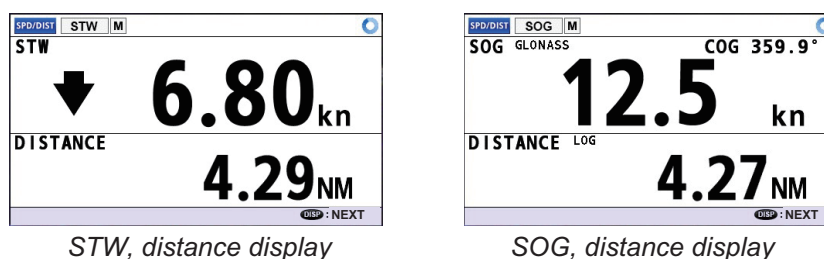 SPD/DIST STW M
STW
6.80kn
DISTANCE
4.29NM
DISP : NEXT
STW, distance display
SPD/DIST SOG M
SOG GLONASS COG 359.9°
12.5 kn
DISTANCE LOG
4.27NM
DISP : NEXT
SOG, distance display